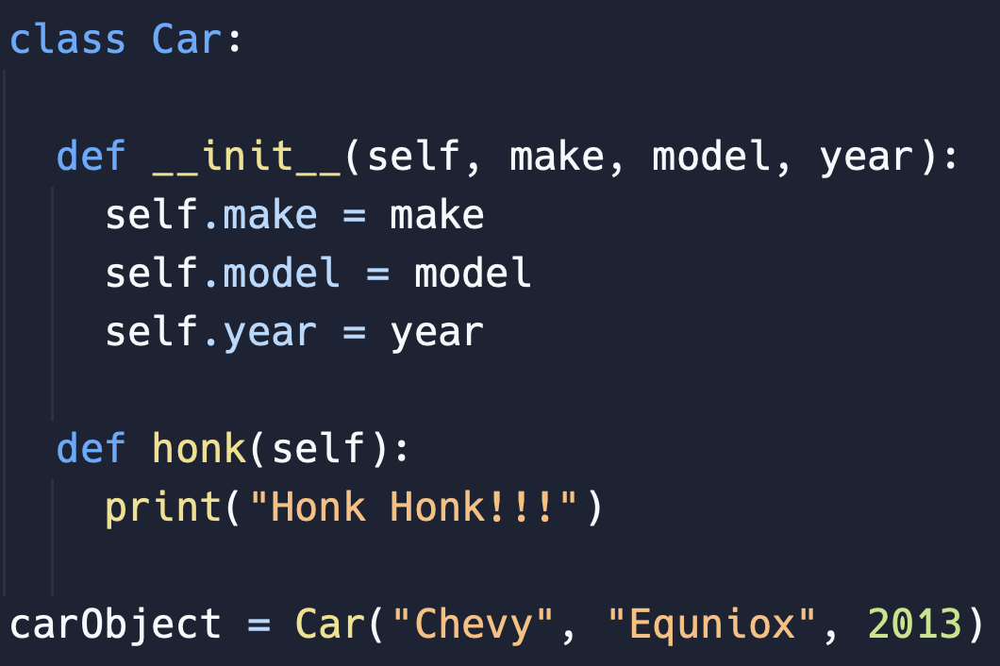 class Car:
  def __init__(self, make, model, year):
    self.make = make
    self.model = model
    self.year = year
  def honk(self):
    print("Honk Honk!!!")
carObject = Car("Chevy", "Equniox", 2013)